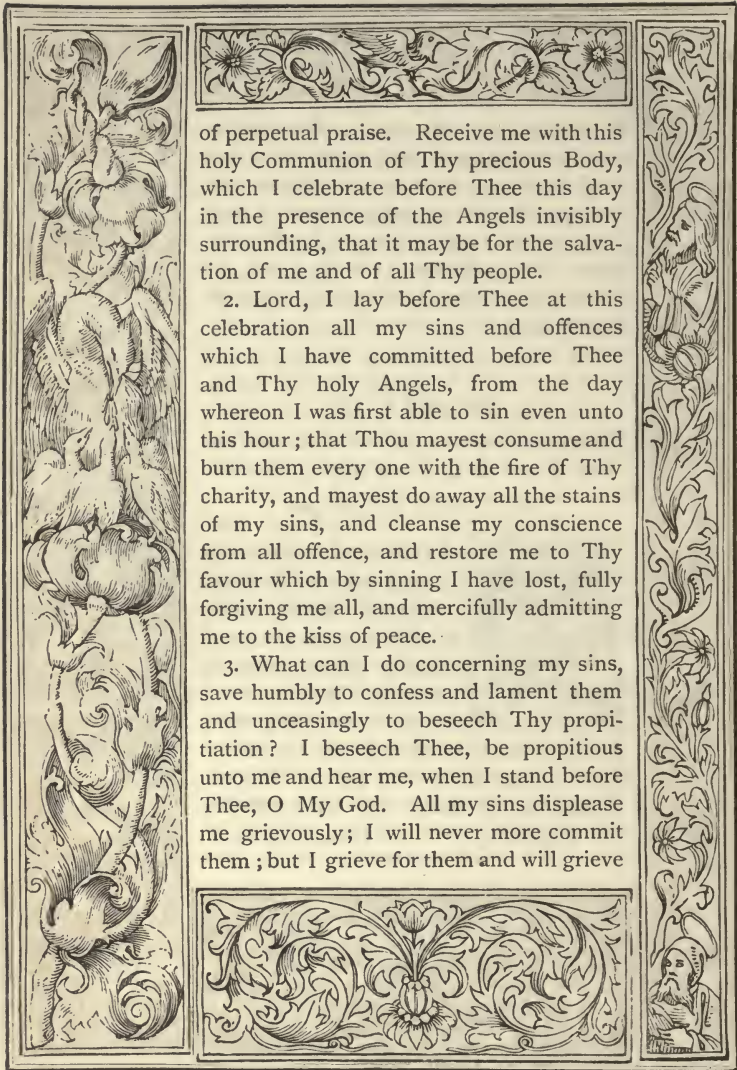 of perpetual praise. Receive me with this
holy Communion of Thy precious Body,
which I celebrate before Thee this day
in the presence of the Angels invisibly
surrounding, that it may be for the salva-
tion of me and of all Thy people.
2. Lord, I lay before Thee at this
celebration all my sins and offences
which I have committed before Thee
and Thy holy Angels, from the day
whereon I was first able to sin even unto
this hour; that Thou mayest consume and
burn them every one with the fire of Thy
charity, and mayest do away all the stains
of my sins, and cleanse my conscience
from all offence, and restore me to Thy
favour which by sinning I have lost, fully
forgiving me all, and mercifully admitting
me to the kiss of peace.
3. What can I do concerning my sins,
save humbly to confess and lament them
and unceasingly to beseech Thy propi-
tiation? I beseech Thee, be propitious
unto me and hear me, when I stand before
Thee, O My God. All my sins displease
me grievously; I will never more commit
them; but I grieve for them and will grieve